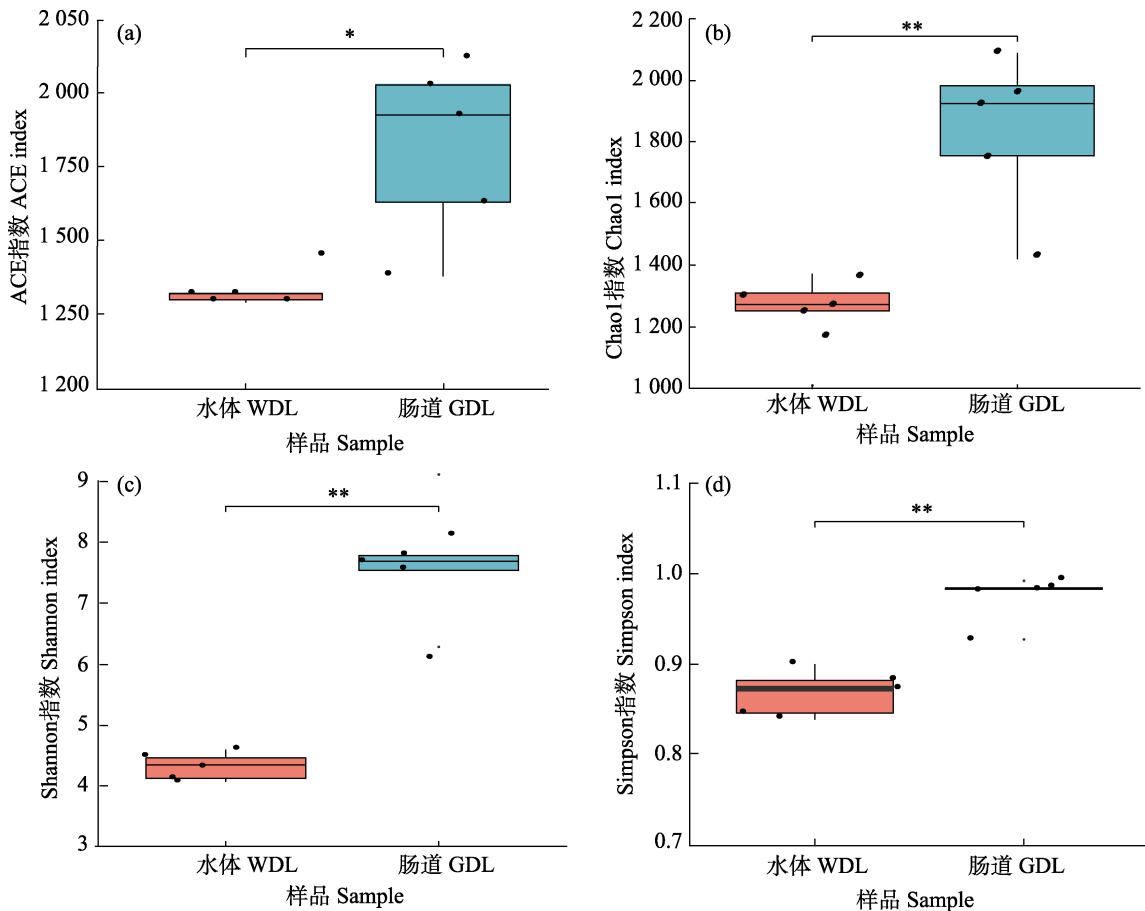 (a)
*
2 050
2 000
1 750
1 500
1 250
1 200
ACE指数 ACE index
水体 WDL
肠道 GDL
样品 Sample
(b)
**
2 200
2 000
1 800
1 600
1 400
1 200
1 000
Chao1指数 Chao1 index
水体 WDL
肠道 GDL
样品 Sample
(c)
**
9
8
7
6
5
4
3
Shannon指数 Shannon index
水体 WDL
肠道 GDL
样品 Sample
(d)
**
1.1
1.0
0.9
0.8
0.7
Simpson指数 Simpson index
水体 WDL
肠道 GDL
样品 Sample